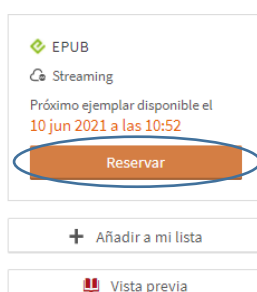 EPUB
Streaming
Próximo ejemplar disponible el
10 jun 2021 a las 10:52
Reservar
Añadir a mi lista
Vista previa